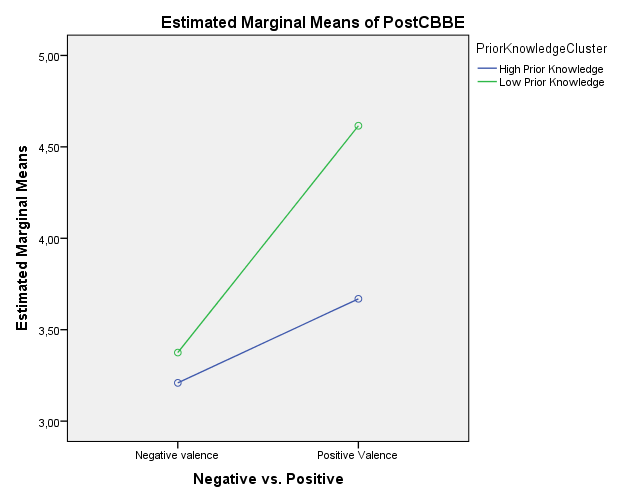 Estimated Marginal Means of PostCBBE
PriorKnowledgeCluster
High Prior Knowledge
Low Prior Knowledge
Estimated Marginal Means
5,00
4,50
4,00
3,50
3,00
Negative valence
Positive Valence
Negative vs. Positive